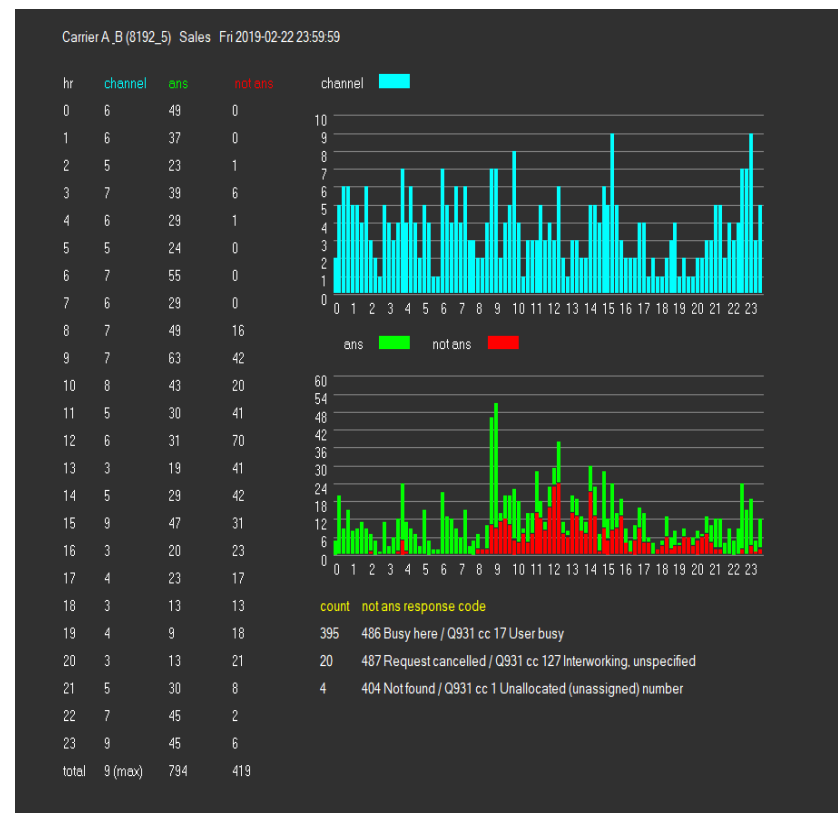 Carrier A_B (8192_5) Sales Fri 2019-02-22 23:59:59
hr channel ans not ans
0 6 49 0
1 6 37 0
2 5 23 1
3 7 39 6
4 6 29 1
5 5 24 0
6 7 55 0
7 6 29 0
8 7 49 16
9 7 63 42
10 8 43 20
11 5 30 41
12 6 31 70
13 3 19 41
14 5 29 42
15 9 47 31
16 3 20 23
17 4 23 17
18 3 13 13
19 4 9 18
20 3 13 21
21 5 30 8
22 7 45 2
23 9 45 6
total 9 (max) 794 419
channel
10
9
8
7
6
5
4
3
2
1
0
0 1 2 3 4 5 6 7 8 9 10 11 12 13 14 15 16 17 18 19 20 21 22 23
ans not ans
60
54
48
42
36
30
24
18
12
6
0
0 1 2 3 4 5 6 7 8 9 10 11 12 13 14 15 16 17 18 19 20 21 22 23
count not ans response code
395 486 Busy here / Q931 cc 17 User busy
20 487 Request cancelled / Q931 cc 127 Interworking, unspecified
4 404 Not found / Q931 cc 1 Unallocated (unassigned) number